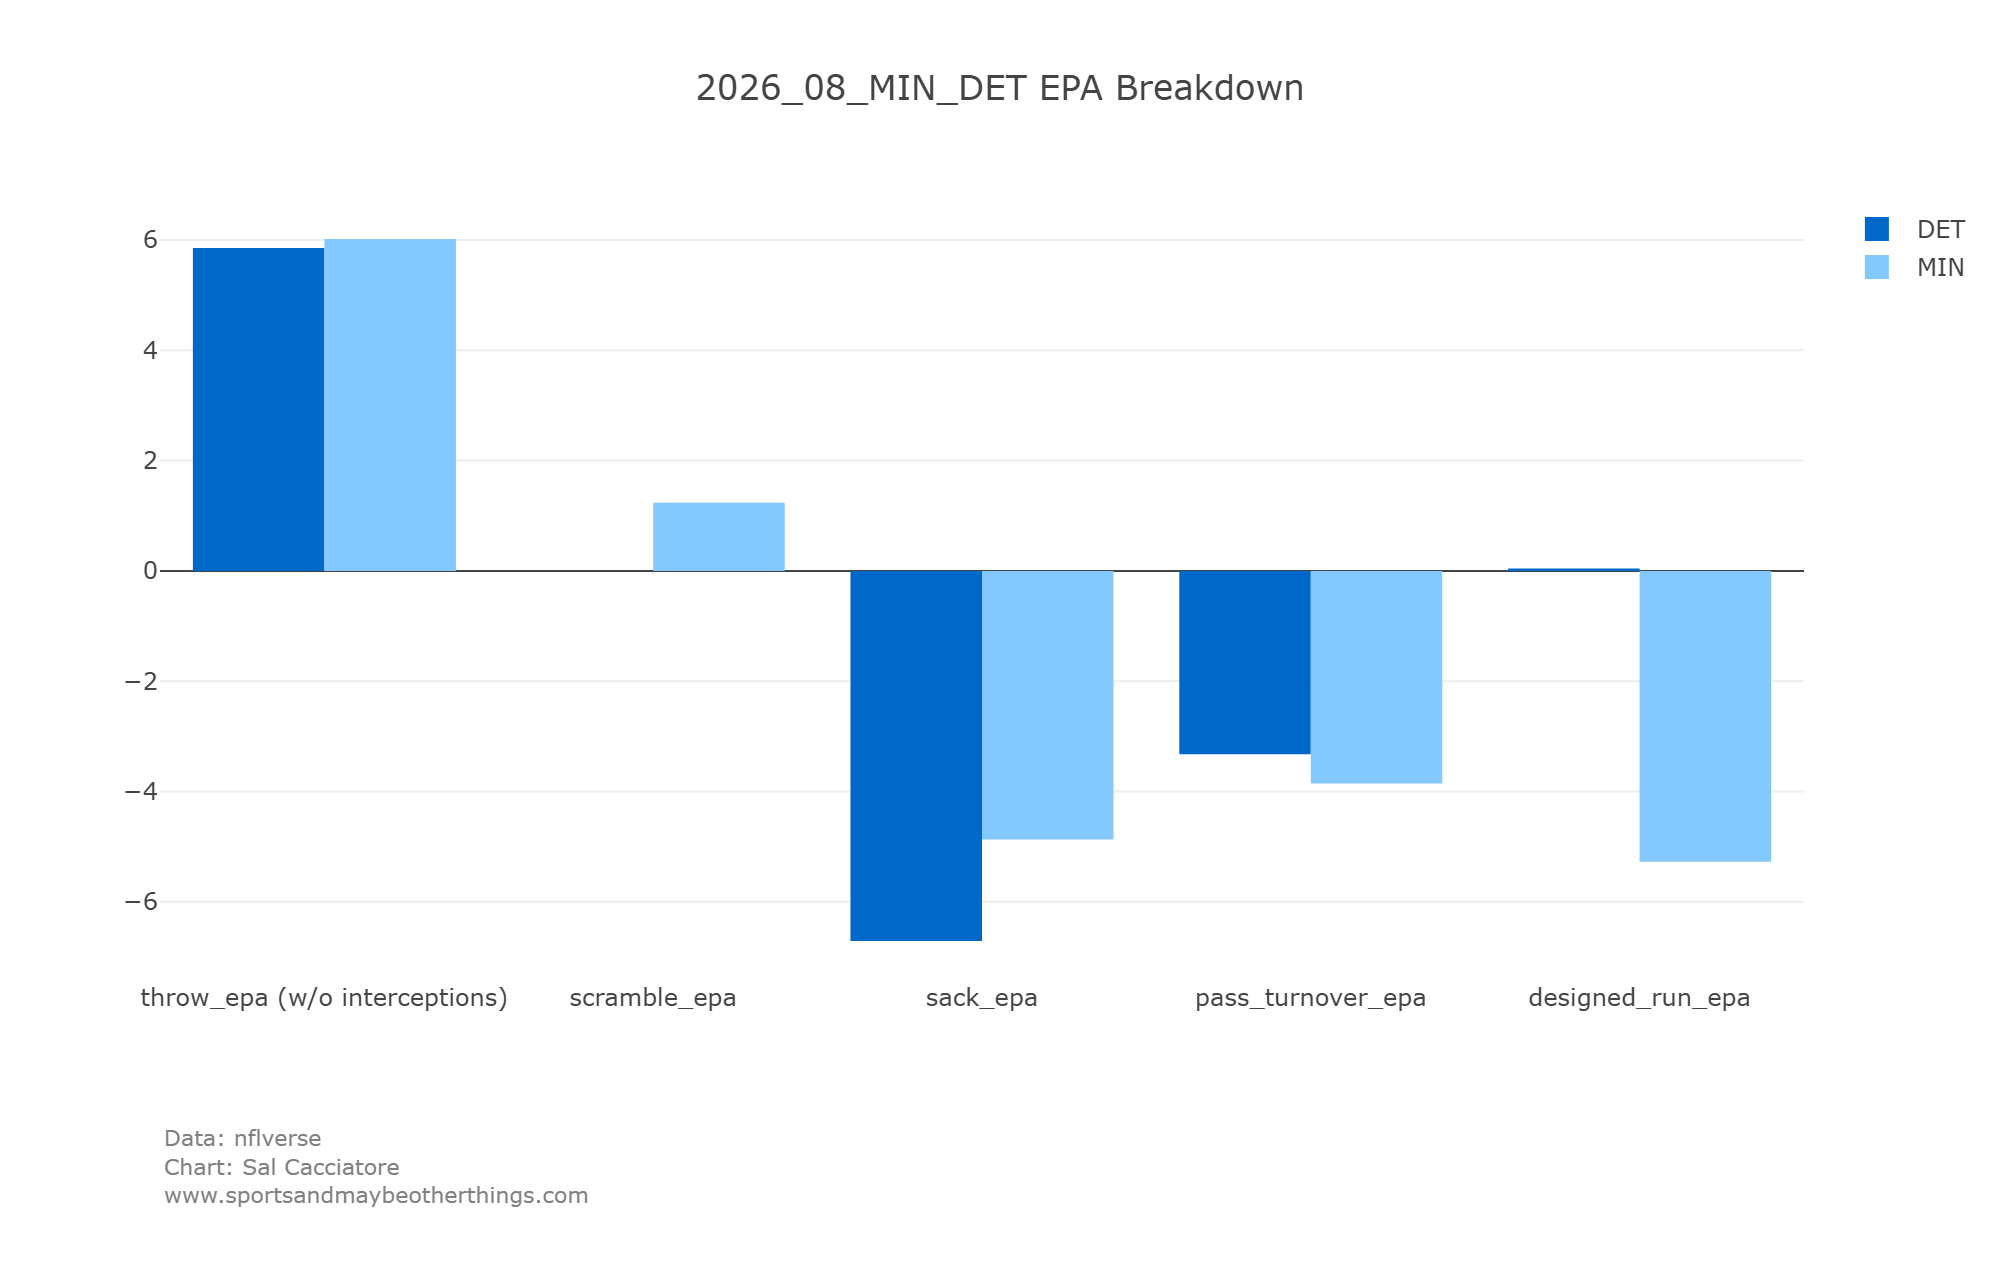 2026_08_MIN_DET EPA Breakdown
DET
MIN
6
4
2
0
−2
−4
−6
throw_epa (w/o interceptions)
scramble_epa
sack_epa
pass_turnover_epa
designed_run_epa
Data: nflverse
Chart: Sal Cacciatore
www.sportsandmaybeotherthings.com